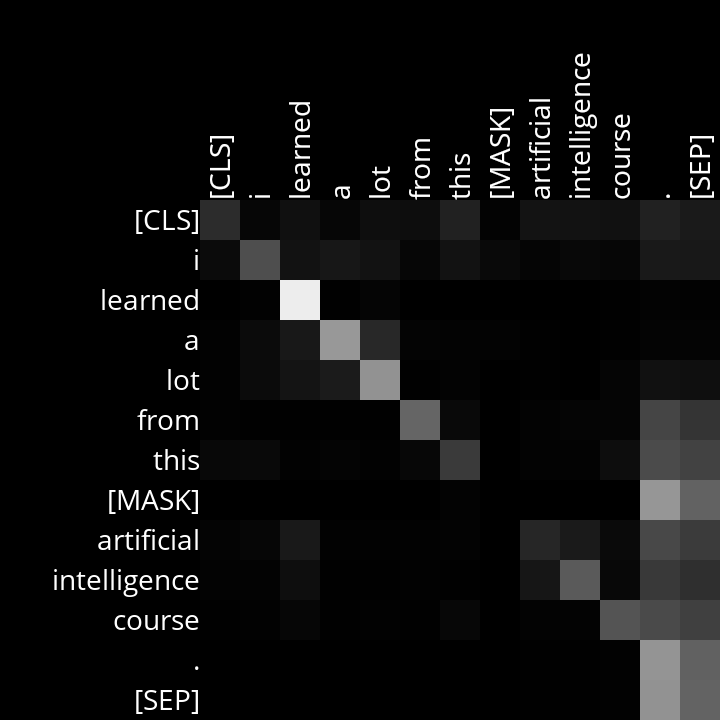 [CLS] i learned a lot from this [MASK] artificial intelligence course . [SEP]
[CLS]
i
learned
a
lot
from
this
[MASK]
artificial
intelligence
course
.
[SEP]